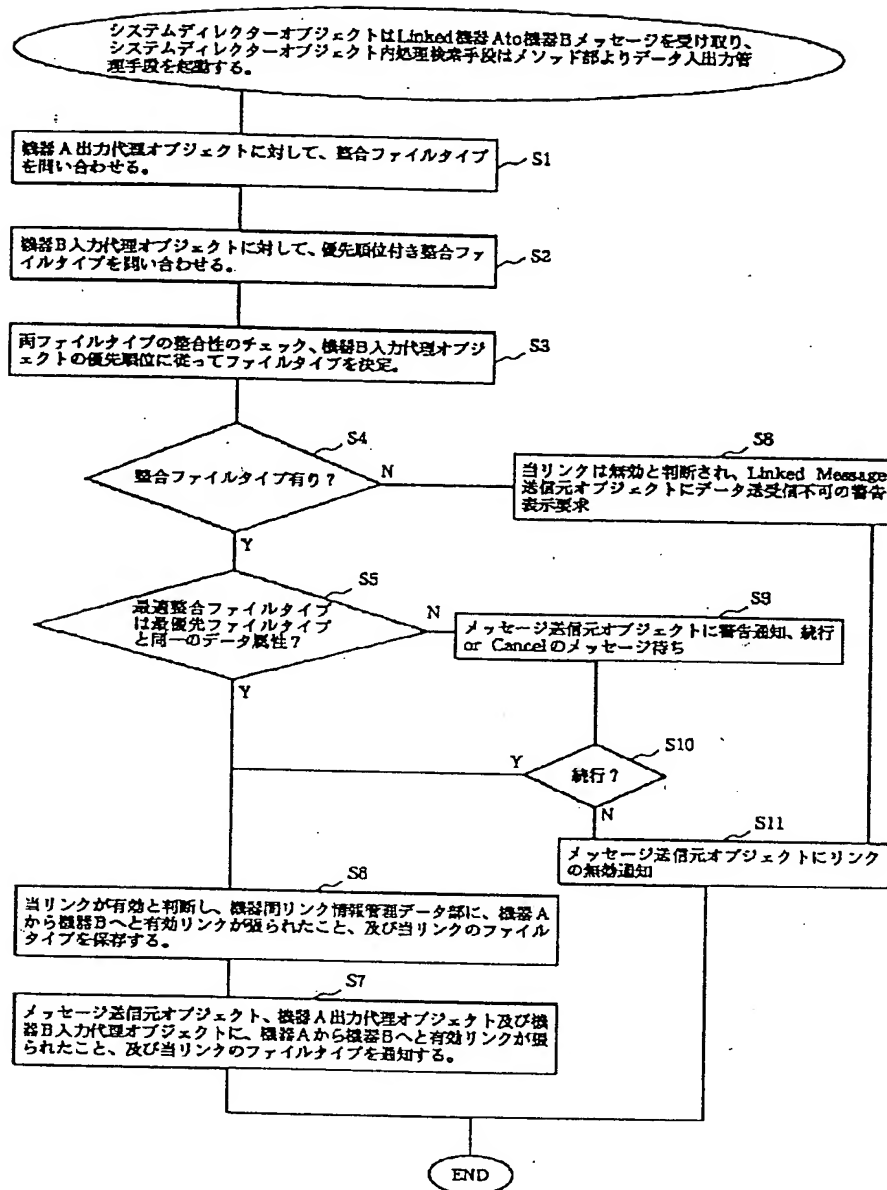 システムディレクターオブジェクトはLinked機器Ato機器Bメッセージを受け取り、
システムディレクターオブジェクト内処理検索手段はメソッド部よりデータ入出力管
理手段を起動する。
機器A出力代理オブジェクトに対して、整合ファイルタイプ
を問い合わせる。
S1
機器B入力代理オブジェクトに対して、優先順位付き整合ファ
イルタイプを問い合わせる。
S2
両ファイルタイプの整合性のチェック、機器B入力代理オブジ
ェクトの優先順位に従ってファイルタイプを決定。
S3
S4
整合ファイルタイプ有り?
N
Y
S8
当リンクは無効と判断され、Linked Message
送信元オブジェクトにデータ送受信不可の警告
表示要求
S5
最適整合ファイルタイプ
は最優先ファイルタイプ
と同一のデータ属性?
N
Y
S9
メッセージ送信元オブジェクトに警告通知、続行
or Cancelのメッセージ待ち
S10
続行?
Y
N
S11
メッセージ送信元オブジェクトにリンク
の無効通知
S6
当リンクが有効と判断し、機器間リンク情報管理データ部に、機器A
から機器Bへと有効リンクが張られたこと、及び当リンクのファイル
タイプを保存する。
S7
メッセージ送信元オブジェクト、機器A出力代理オブジェクト及び機
器B入力代理オブジェクトに、機器Aから機器Bへと有効リンクが張
られたこと、及び当リンクのファイルタイプを通知する。
END